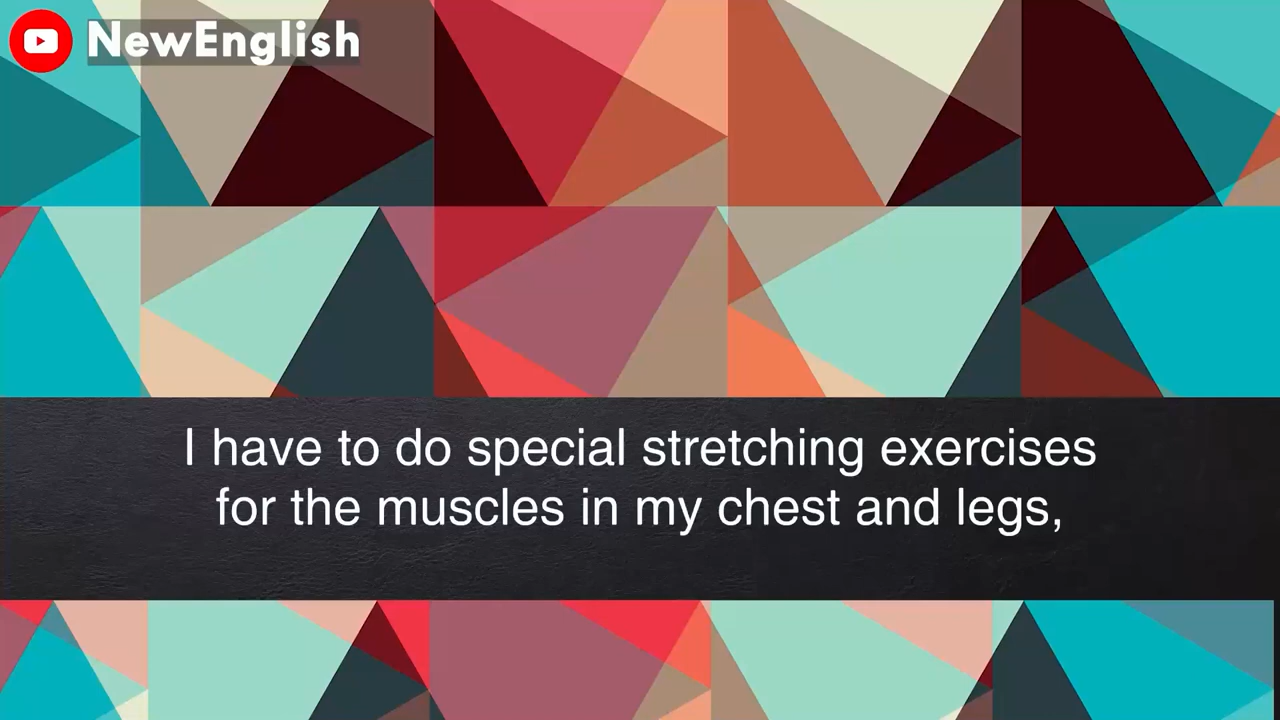 NewEnglish
I have to do special stretching exercises
for the muscles in my chest and legs,